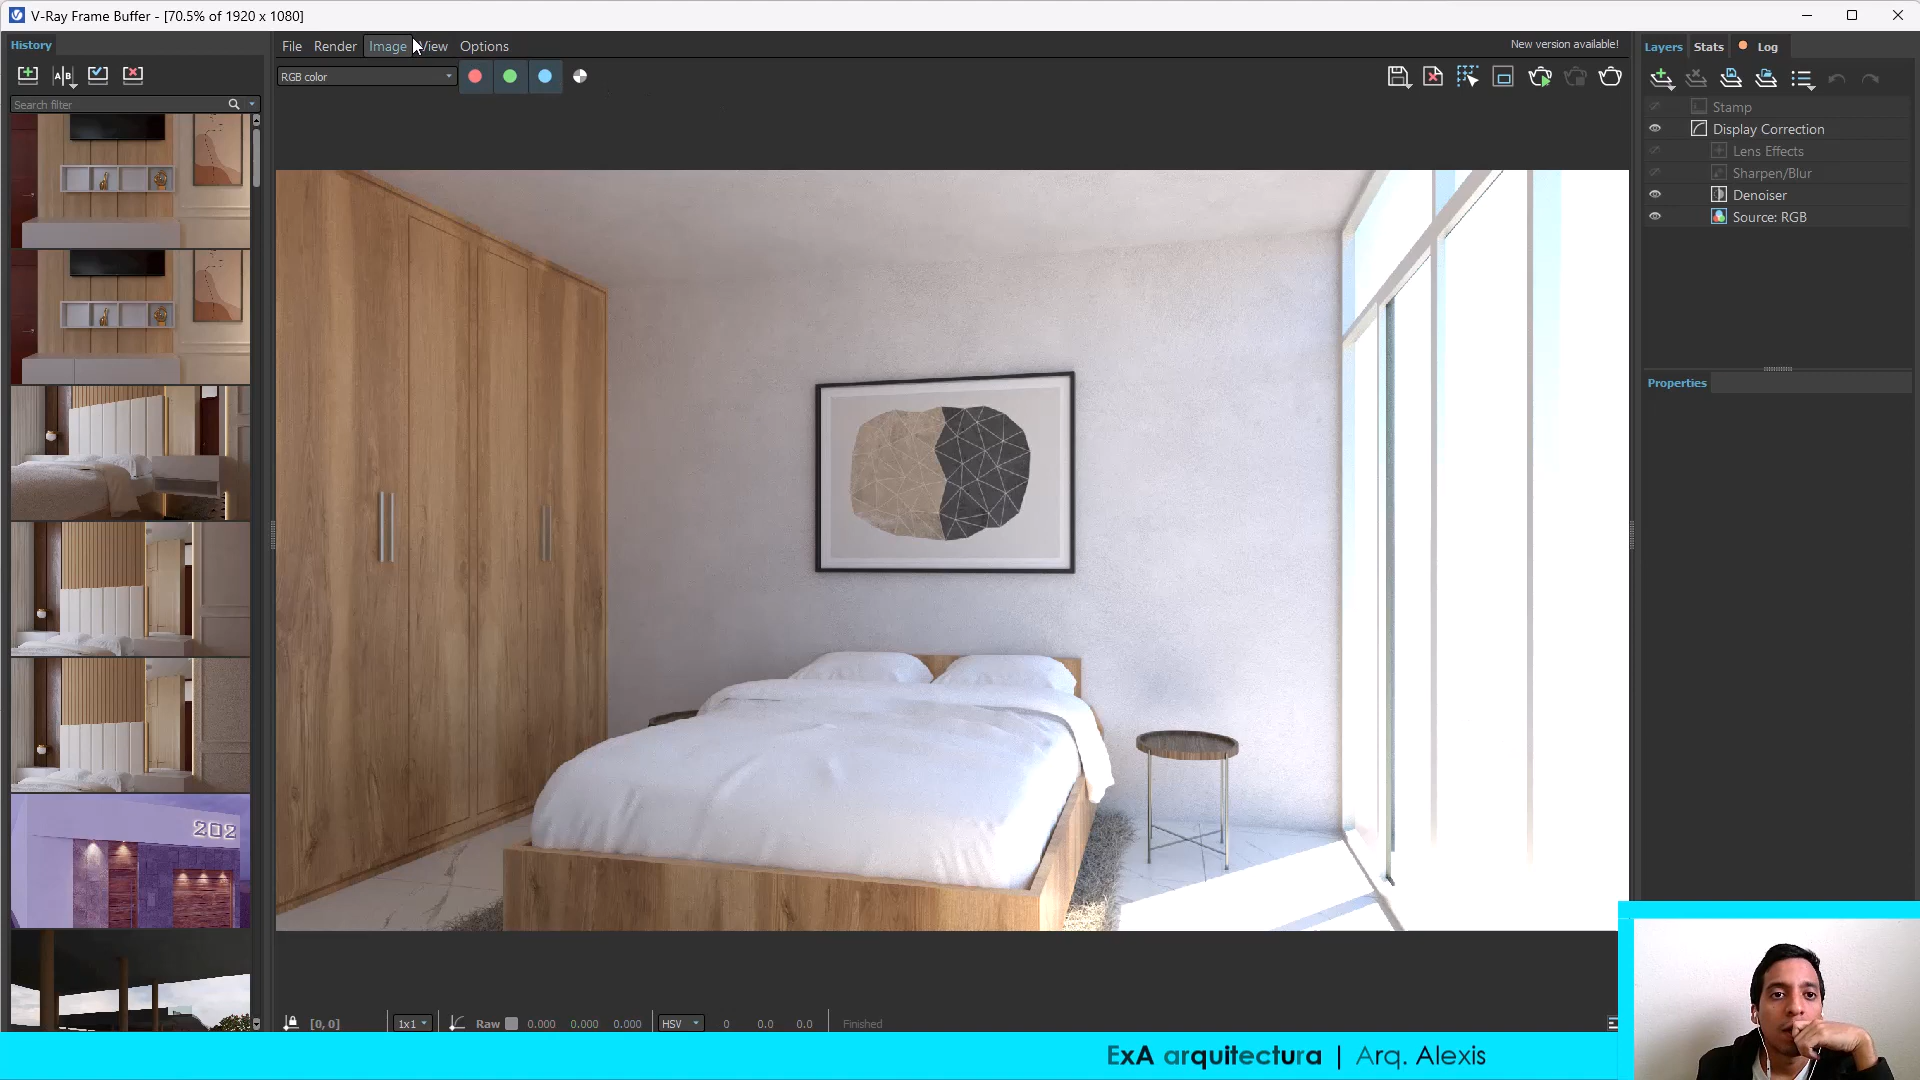 V-Ray Frame Buffer - [70.5% of 1920 x 1080]
History
File Render Image View Options
New version available!
Layers Stats Log
RGB color
Search filter
Stamp
Display Correction
Lens Effects
Sharpen/Blur
Denoiser
Source: RGB
Properties
202
[0,0] 1x1 Raw 0.000 0.000 0.000 HSV 0 0.0 0.0 Finished
ExA arquitectura | Arq. Alexis